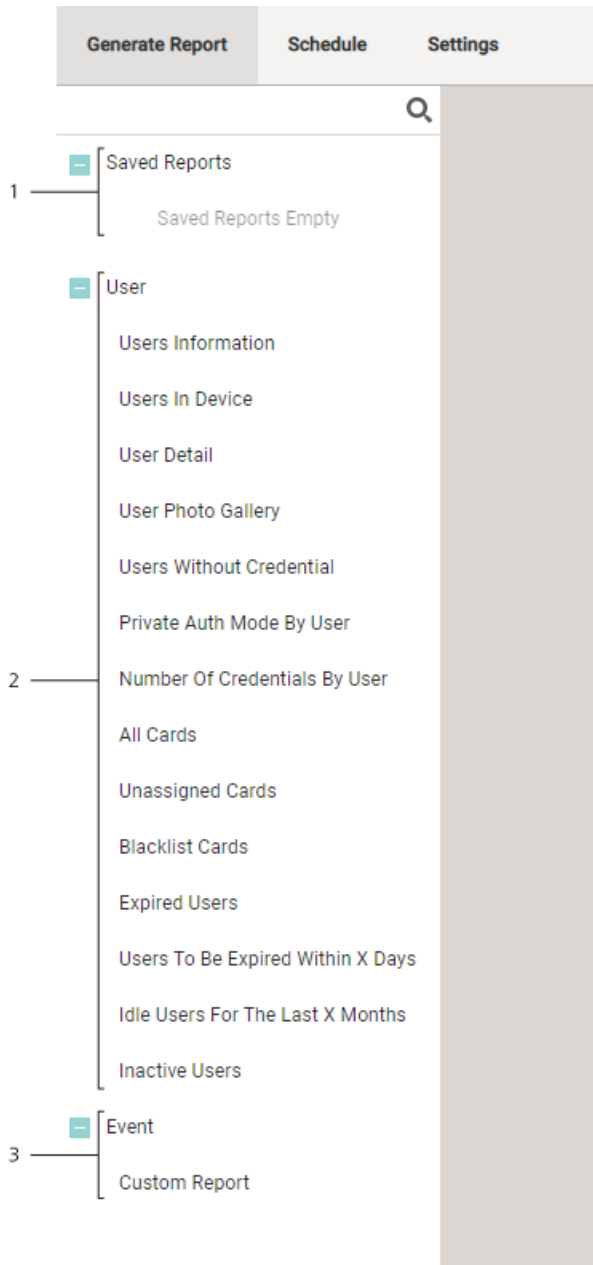 Generate Report Schedule Settings
Saved Reports
1
Saved Reports Empty
User
Users Information
Users In Device
User Detail
User Photo Gallery
Users Without Credential
Private Auth Mode By User
2 Number Of Credentials By User
All Cards
Unassigned Cards
Blacklist Cards
Expired Users
Users To Be Expired Within X Days
Idle Users For The Last X Months
Inactive Users
Event
3
Custom Report